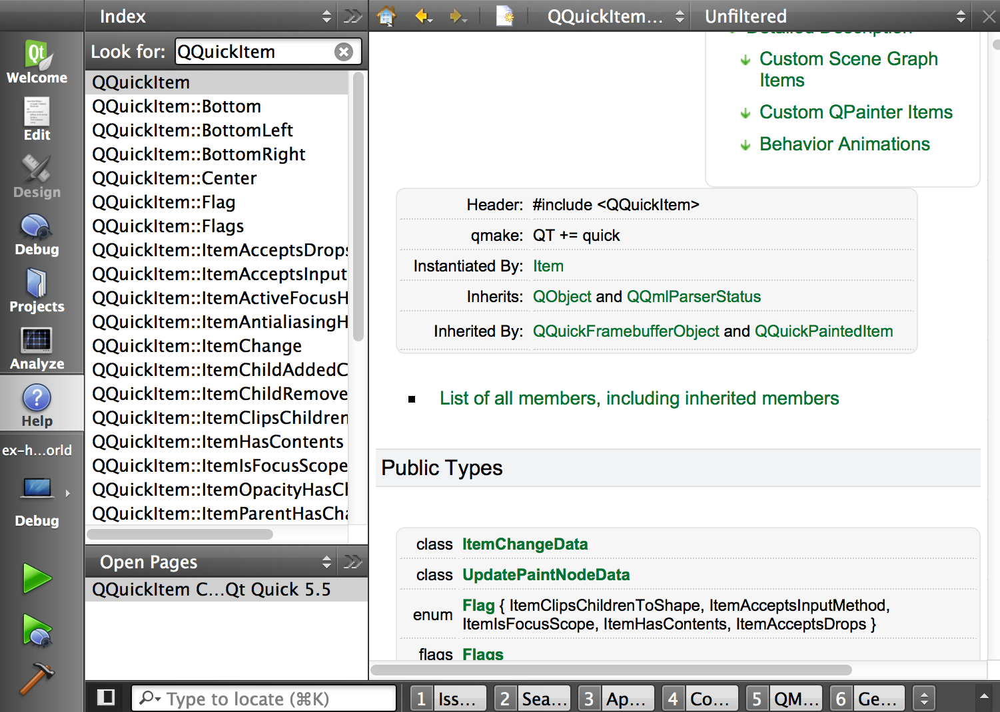 Index
QQuickItem...
Unfiltered
Look for: QQuickItem
Qt
Welcome
Edit
Design
Debug
Projects
Analyze
Help
ex-h...orld
Debug
QQuickItem
QQuickItem::Bottom
QQuickItem::BottomLeft
QQuickItem::BottomRight
QQuickItem::Center
QQuickItem::Flag
QQuickItem::Flags
QQuickItem::ItemAcceptsDrops
QQuickItem::ItemAcceptsInput
QQuickItem::ItemActiveFocusH
QQuickItem::ItemAntialiasingH
QQuickItem::ItemChange
QQuickItem::ItemChildAddedC
QQuickItem::ItemChildRemove
QQuickItem::ItemClipsChildren
QQuickItem::ItemHasContents
QQuickItem::ItemIsFocusScope
QQuickItem::ItemOpacityHasCh
QQuickItem::ItemParentHasCha
Open Pages
QQuickItem C...Qt Quick 5.5
Detailed Description
Custom Scene Graph
Items
Custom QPainter Items
Behavior Animations
Header: #include <QQuickItem>
qmake: QT += quick
Instantiated By: Item
Inherits: QObject and QQmlParserStatus
Inherited By: QQuickFramebufferObject and QQuickPaintedItem
List of all members, including inherited members
Public Types
class ItemChangeData
class UpdatePaintNodeData
enum Flag { ItemClipsChildrenToShape, ItemAcceptsInputMethod,
ItemIsFocusScope, ItemHasContents, ItemAcceptsDrops }
flags Flags
Type to locate (⌘K)
1 Iss...
2 Sea...
3 Ap...
4 Co...
5 QM...
6 Ge...